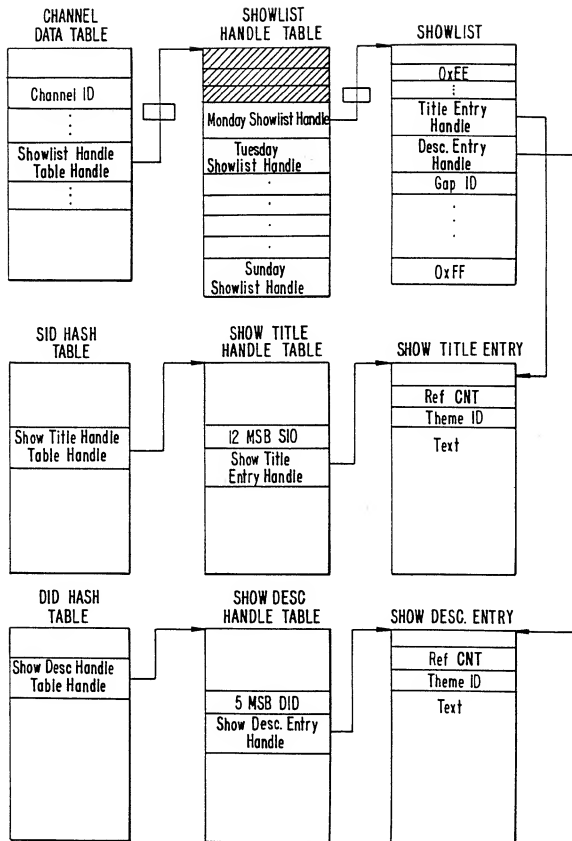 CHANNEL
DATA TABLE
Channel ID
Showlist Handle
Table Handle
SHOWLIST
HANDLE TABLE
Monday Showlist Handle
Tuesday
Showlist Handle
Sunday
Showlist Handle
SHOWLIST
0xEE
Title Entry
Handle
Desc. Entry
Handle
Gap ID
0xFF
SID HASH
TABLE
Show Title Handle
Table Handle
SHOW TITLE
HANDLE TABLE
12 MSB SIO
Show Title
Entry Handle
SHOW TITLE ENTRY
Ref CNT
Theme ID
Text
DID HASH
TABLE
Show Desc Handle
Table Handle
SHOW DESC
HANDLE TABLE
5 MSB DID
Show Desc. Entry
Handle
SHOW DESC. ENTRY
Ref CNT
Theme ID
Text